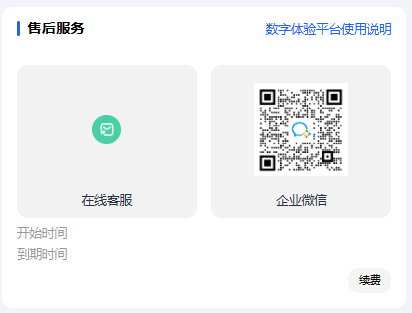 售后服务
数字体验平台使用说明
在线客服
企业微信
开始时间
到期时间
续费